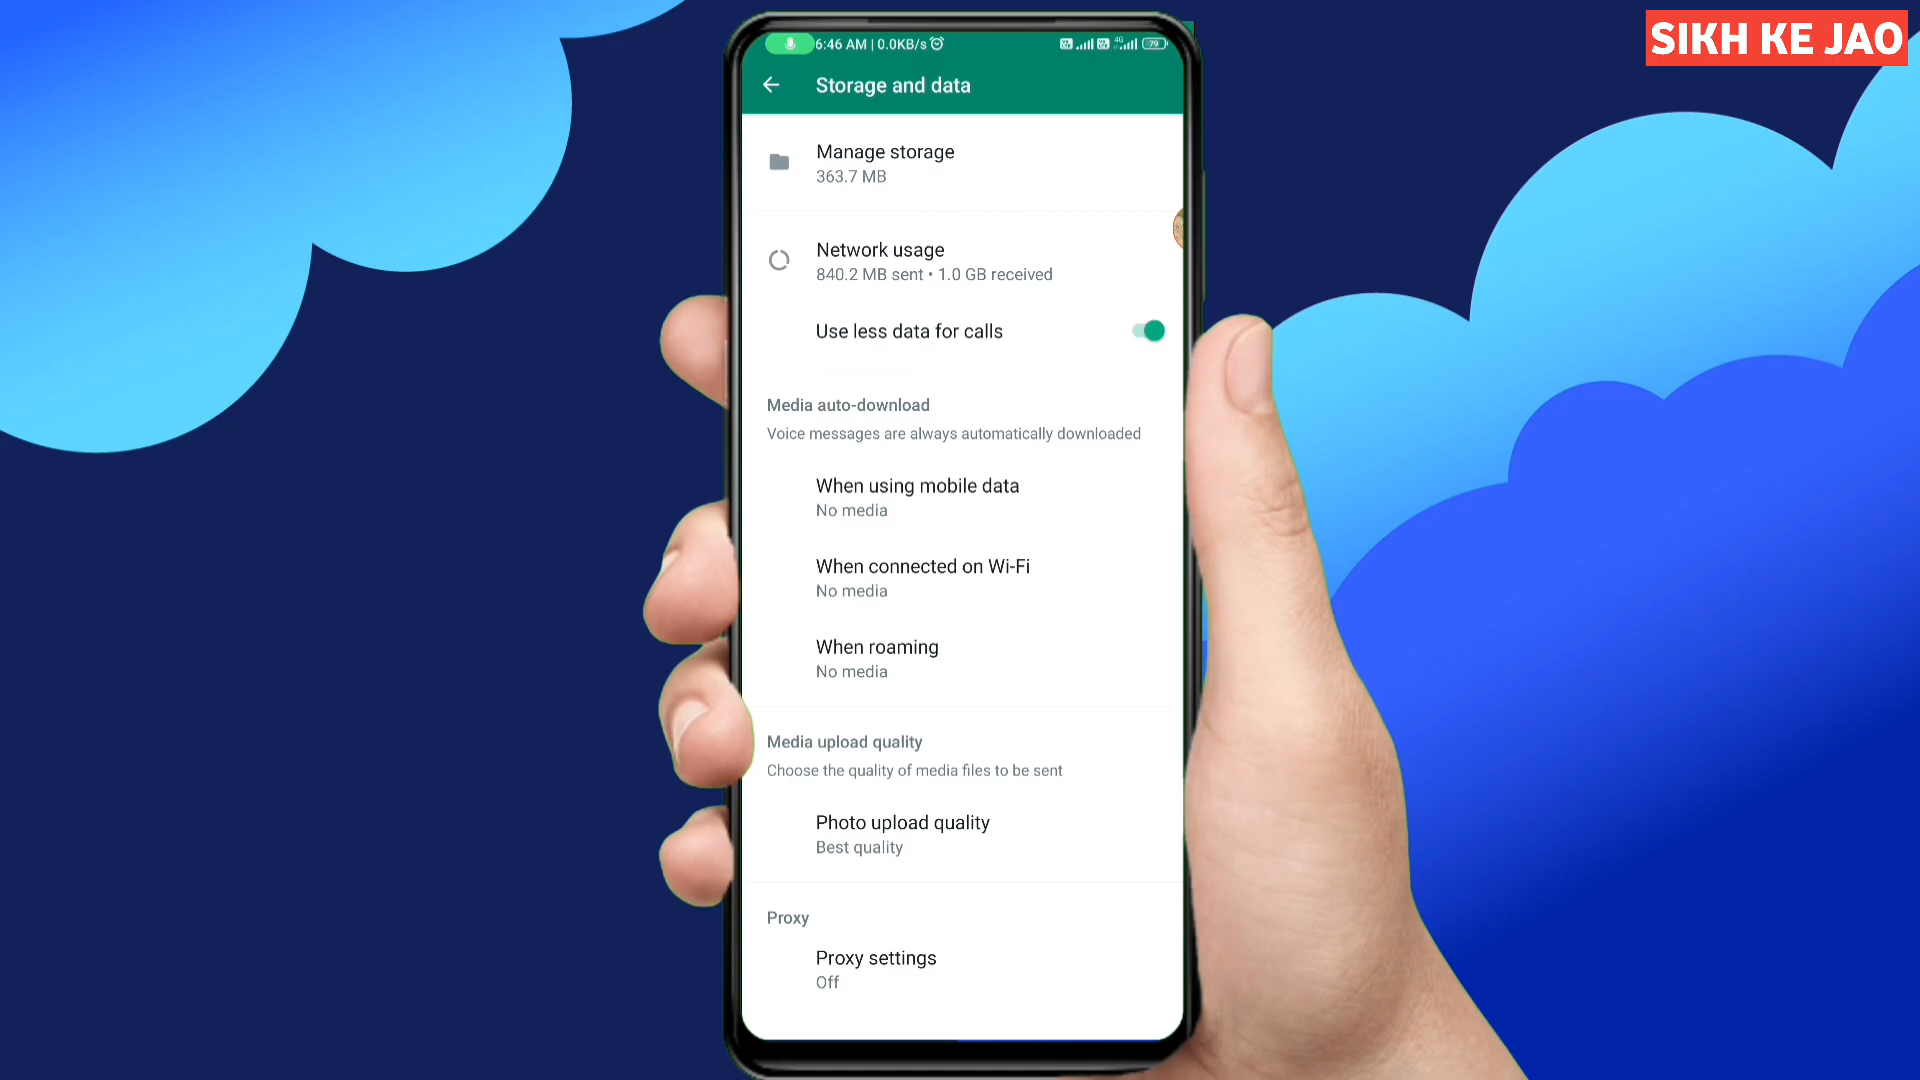 SIKH KE JAO
6:46 AM | 0.0KB/s
4G
79
Storage and data
Manage storage
363.7 MB
Network usage
840.2 MB sent • 1.0 GB received
Use less data for calls
Media auto-download
Voice messages are always automatically downloaded
When using mobile data
No media
When connected on Wi-Fi
No media
When roaming
No media
Media upload quality
Choose the quality of media files to be sent
Photo upload quality
Best quality
Proxy
Proxy settings
Off